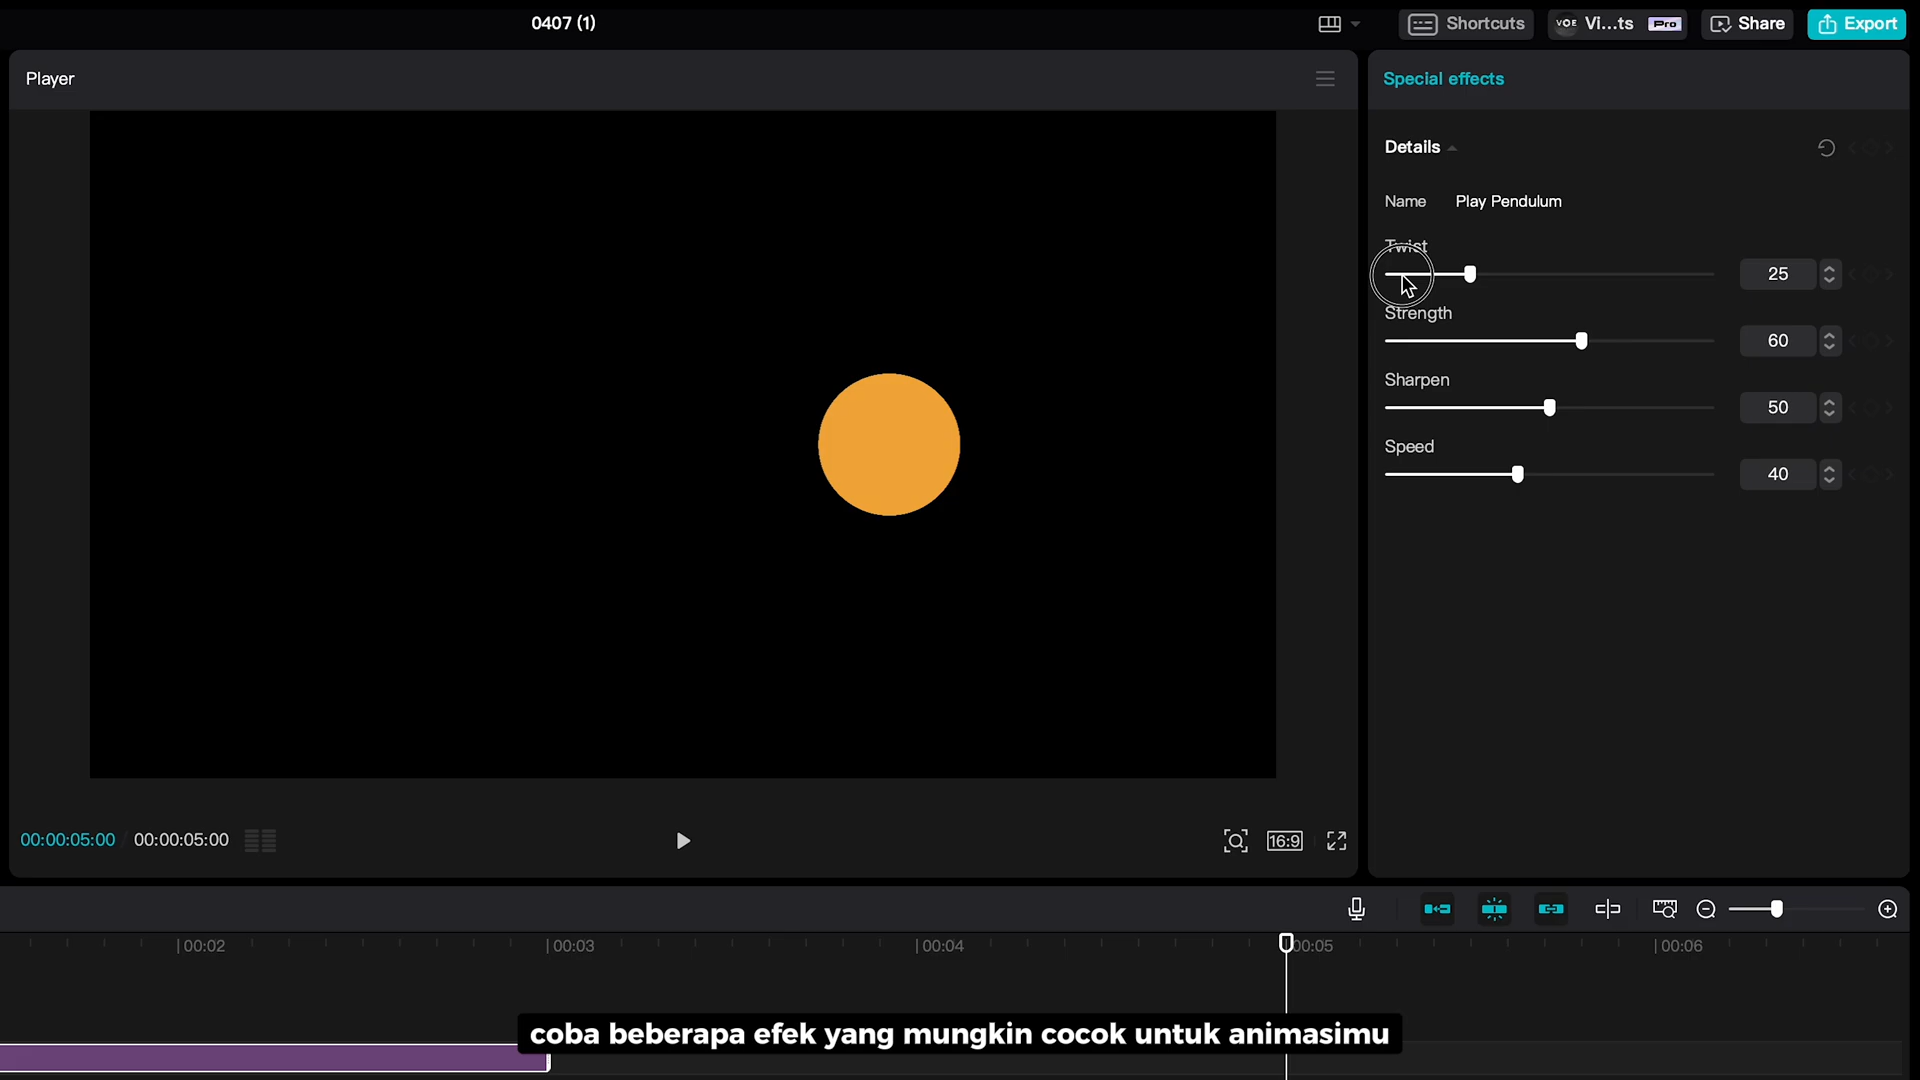 0407 (1)
Shortcuts
VOE Vi...ts Pro
Share
Export
Player
Special effects
Details
Name Play Pendulum
Twist
25
Strength
60
Sharpen
50
Speed
40
00:00:05:00 00:00:05:00
16:9
00:02 00:03 00:04 00:05 00:06
coba beberapa efek yang mungkin cocok untuk animasimu